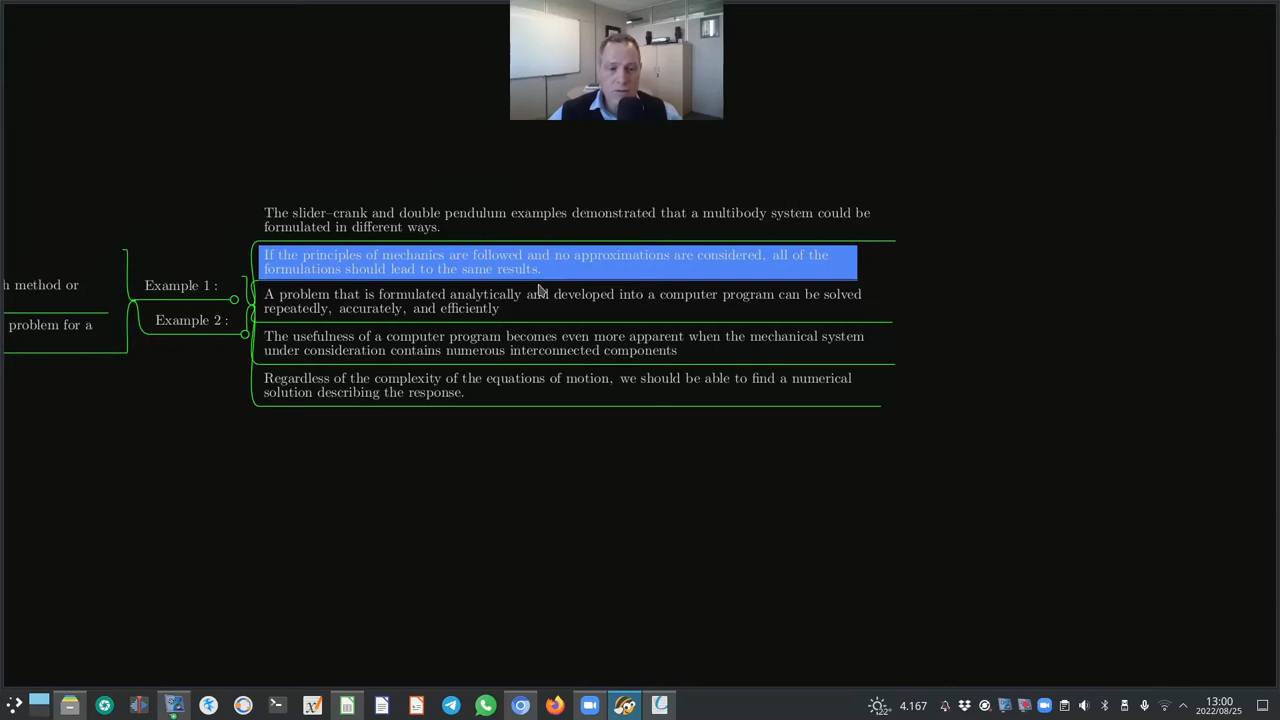 The slider–crank and double pendulum examples demonstrated that a multibody system could be
formulated in different ways.
If the principles of mechanics are followed and no approximations are considered, all of the
formulations should lead to the same results.
h method or
Example 1 :
A problem that is formulated analytically and developed into a computer program can be solved
repeatedly, accurately, and efficiently
problem for a
Example 2 :
The usefulness of a computer program becomes even more apparent when the mechanical system
under consideration contains numerous interconnected components
Regardless of the complexity of the equations of motion, we should be able to find a numerical
solution describing the response.
22°
4.167
13:00
2022/08/25